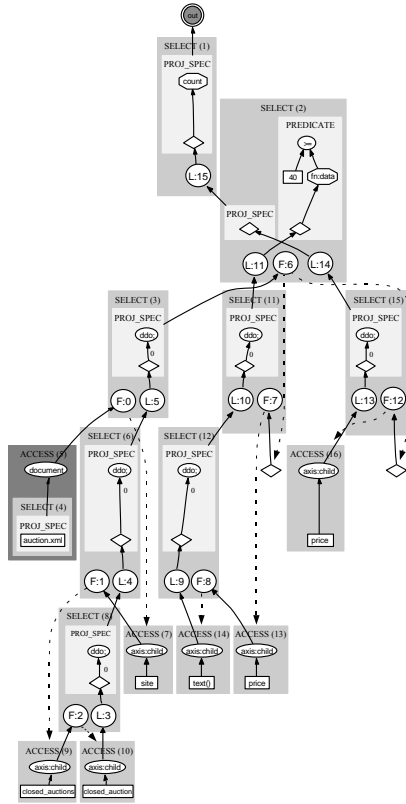 out
SELECT (1)
PROJ_SPEC
count
L:15
SELECT (2)
PREDICATE
>=
40
fn:data
PROJ_SPEC
L:11
F:6
L:14
SELECT (3)
PROJ_SPEC
ddo;
0
F:0
L:5
SELECT (11)
PROJ_SPEC
ddo;
0
L:10
F:7
SELECT (15)
PROJ_SPEC
ddo;
0
L:13
F:12
ACCESS (5)
document
SELECT (4)
PROJ_SPEC
auction.xml
SELECT (6)
PROJ_SPEC
ddo;
0
F:1
L:4
SELECT (12)
PROJ_SPEC
ddo;
0
L:9
F:8
ACCESS (16)
axis:child
price
SELECT (8)
PROJ_SPEC
ddo;
0
F:2
L:3
ACCESS (7)
axis:child
site
ACCESS (14)
axis:child
text()
ACCESS (13)
axis:child
price
ACCESS (9)
axis:child
closed_auctions
ACCESS (10)
axis:child
closed_auction